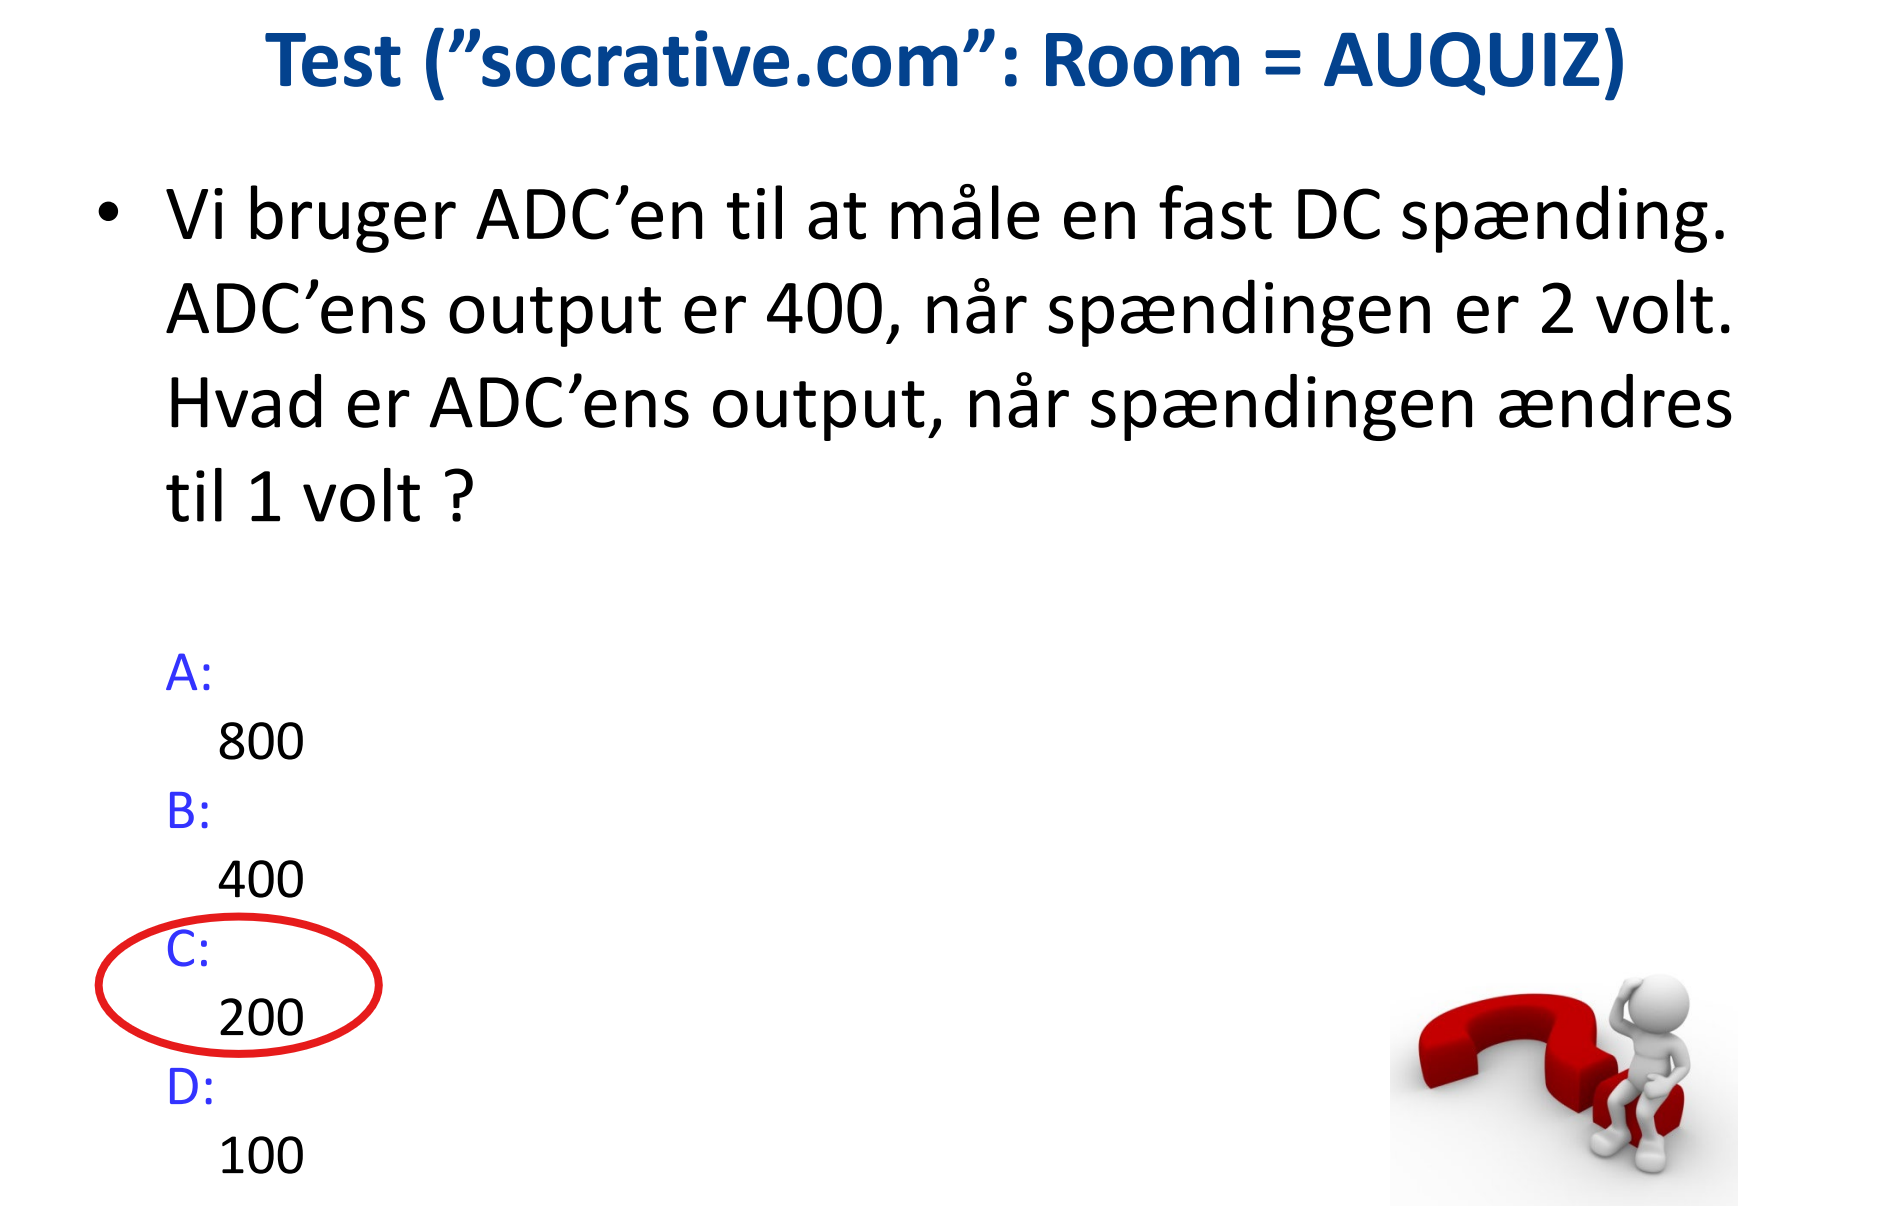 Test (”socrative.com”: Room = AUQUIZ)
• Vi bruger ADC’en til at måle en fast DC spænding.
ADC’ens output er 400, når spændingen er 2 volt.
Hvad er ADC’ens output, når spændingen ændres
til 1 volt ?
A:
800
B:
400
C:
200
D:
100